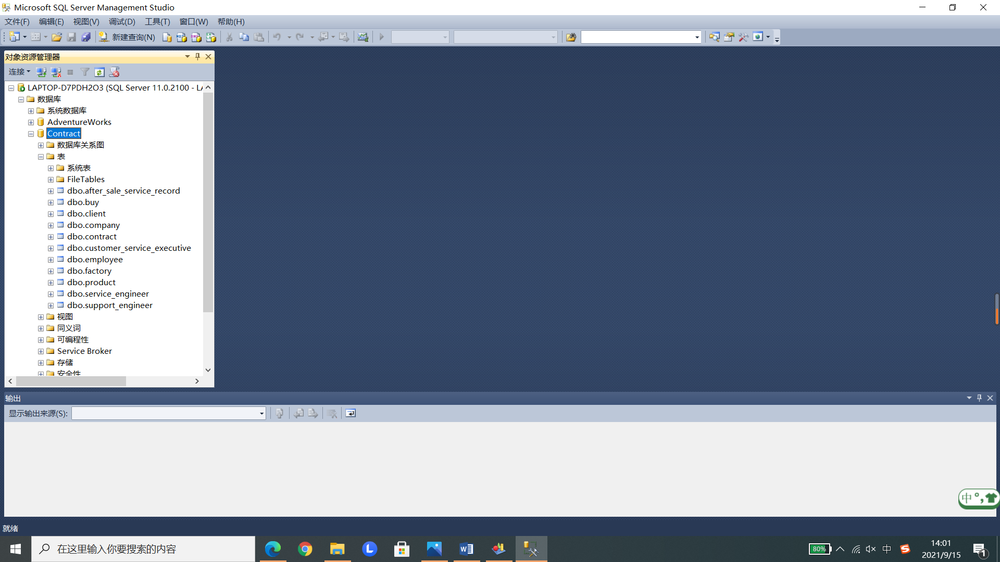 Microsoft SQL Server Management Studio
文件(F) 编辑(E) 视图(V) 调试(D) 工具(T) 窗口(W) 帮助(H)
新建查询(N)
对象资源管理器
连接
LAPTOP-D7PDH2O3 (SQL Server 11.0.2100 - LA
数据库
系统数据库
AdventureWorks
Contract
数据库关系图
表
系统表
FileTables
dbo.after_sale_service_record
dbo.buy
dbo.client
dbo.company
dbo.contract
dbo.customer_service_executive
dbo.employee
dbo.factory
dbo.product
dbo.service_engineer
dbo.support_engineer
视图
同义词
可编程性
Service Broker
存储
安全性
输出
显示输出来源(S):
中
就绪
在这里输入你要搜索的内容
80%
中
14:01
2021/9/15
1